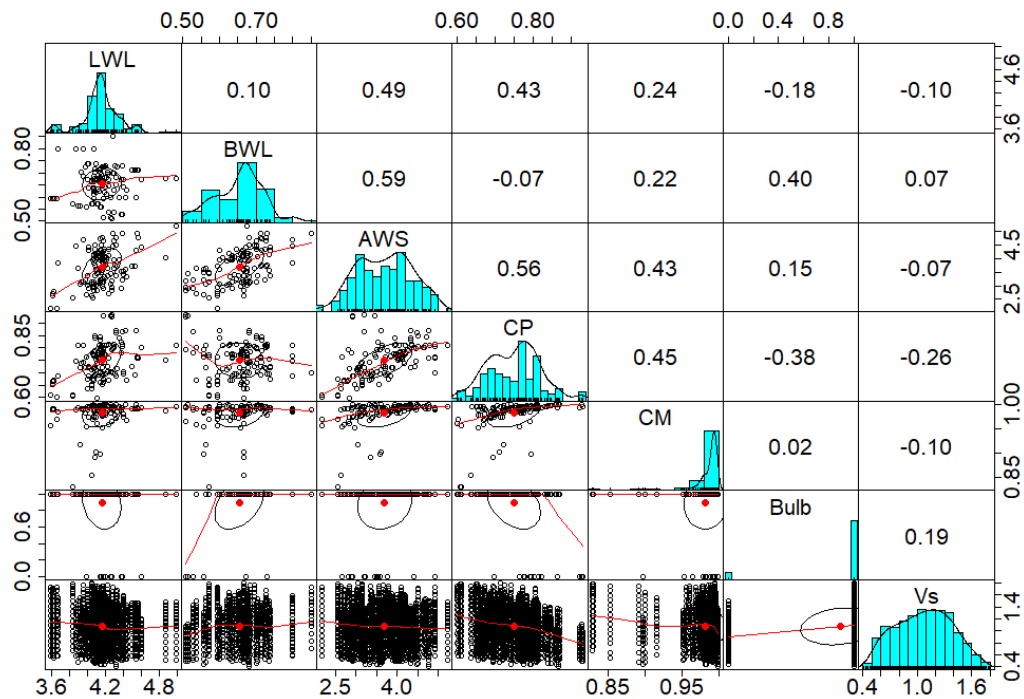 0.50 0.70 0.60 0.80 0.0 0.4 0.8
LWL 0.10 0.49 0.43 0.24 -0.18 -0.10 3.6 4.6
0.50 0.80 BWL 0.59 -0.07 0.22 0.40 0.07
AWS 0.56 0.43 0.15 -0.07 2.5 4.5
0.60 0.85 CP 0.45 -0.38 -0.26
CM 0.02 -0.10 0.85 1.00
0.0 0.6 Bulb 0.19
Vs 0.4 1.4
3.6 4.2 4.8 2.5 4.0 0.85 0.95 0.4 1.0 1.6